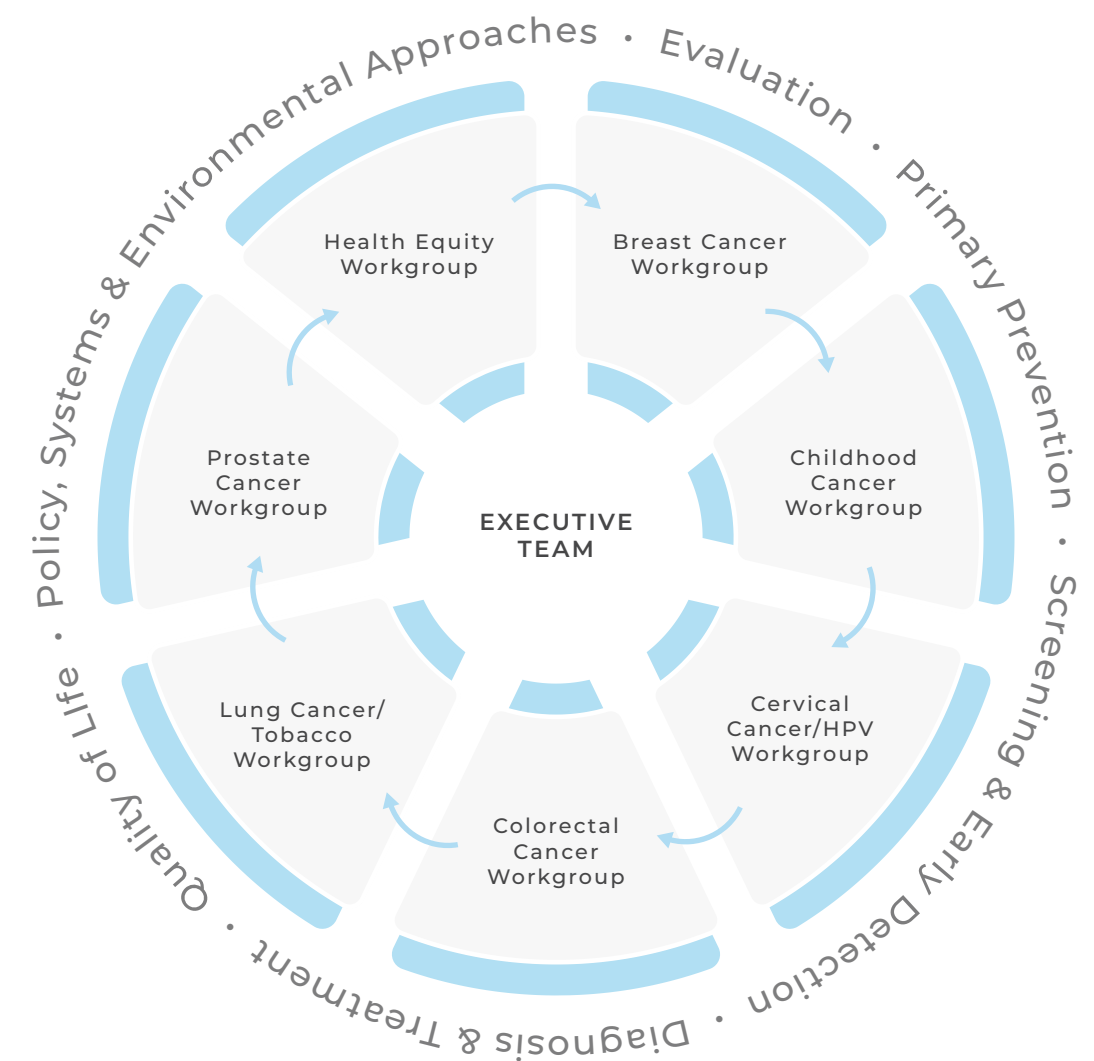 Policy, Systems & Environmental Approaches • Evaluation • Primary Prevention • Screening & Early Detection • Diagnosis & Treatment • Quality of LIfe •
Health Equity
Workgroup
Breast Cancer
Workgroup
Childhood
Cancer
Workgroup
Cervical
Cancer/HPV
Workgroup
Colorectal
Cancer
Workgroup
Lung Cancer/
Tobacco
Workgroup
Prostate
Cancer
Workgroup
EXECUTIVE
TEAM